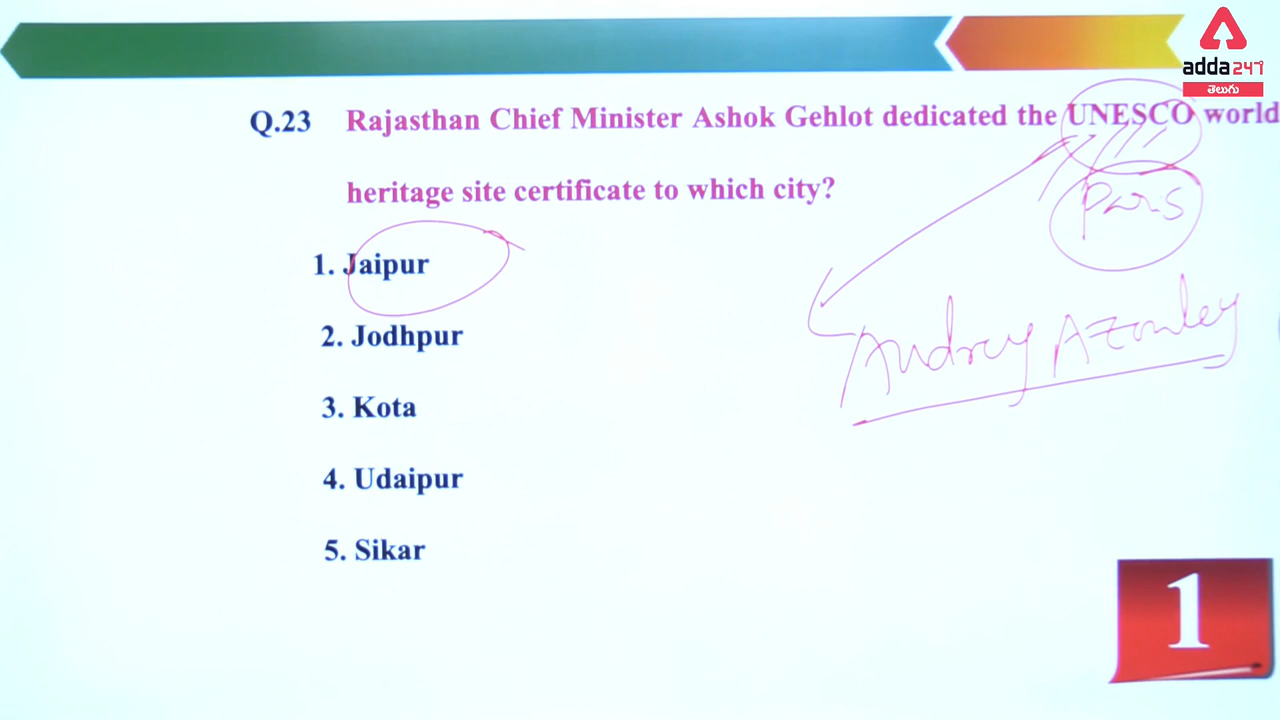 adda247
తెలుగు
Q.23 Rajasthan Chief Minister Ashok Gehlot dedicated the UNESCO world
heritage site certificate to which city?
Paris
1. Jaipur
2. Jodhpur
Audrey Azouley
3. Kota
4. Udaipur
5. Sikar
1